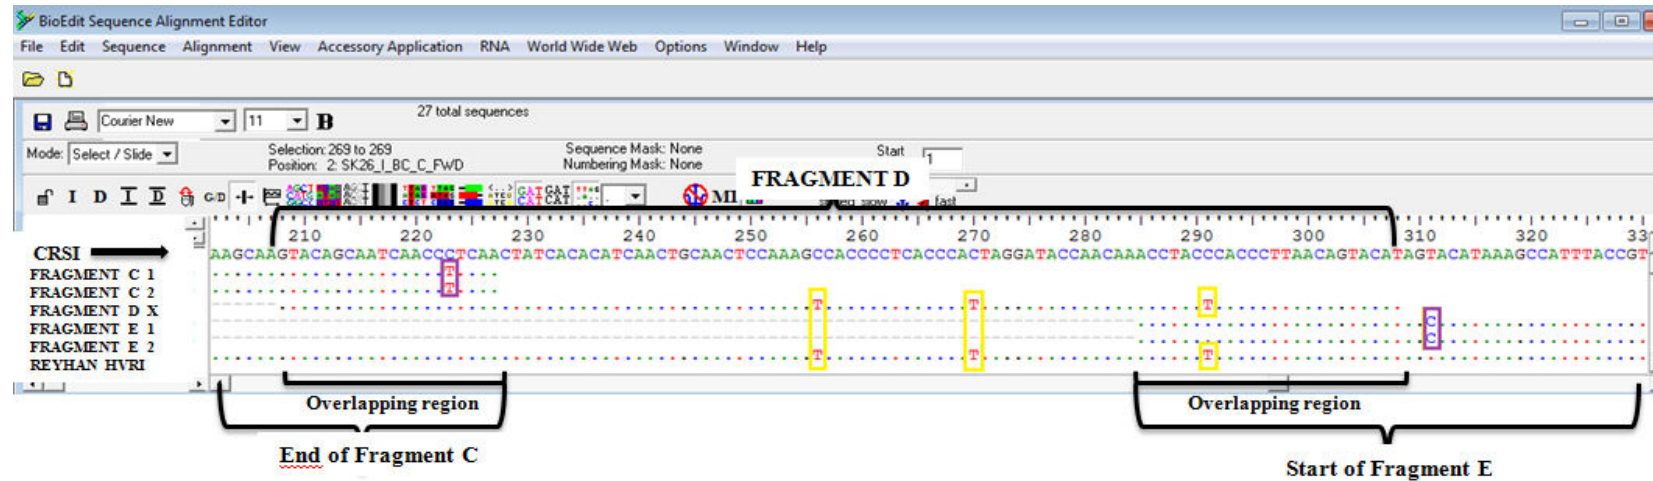 BioEdit Sequence Alignment Editor
File Edit Sequence Alignment View Accessory Application RNA World Wide Web Options Window Help
Courier New 11 B 27 total sequences
Mode: Select / Slide Selection: 269 to 269 Sequence Mask: None Start 1
Position: 2: SK26_I_BC_C_FWD Numbering Mask: None
FRAGMENT D
I D I D G/D
210 220 230 240 250 260 270 280 290 300 310 320 33
CRSI AAGCAAGTACAGCAATCAACCCTCAACTATCACACATCAACTGCAACTCCAAAGCCACCCCTCACCCACTAGGATACCAACAAACCTACCCACCCTTAACAGTACATAGTACATAAAGCCATTTACCGT
FRAGMENT C 1 T
FRAGMENT C 2 T
FRAGMENT D X T T T
FRAGMENT E 1 C
FRAGMENT E 2 C
REYHAN HVRI T T T
Overlapping region Overlapping region
End of Fragment C
Start of Fragment E